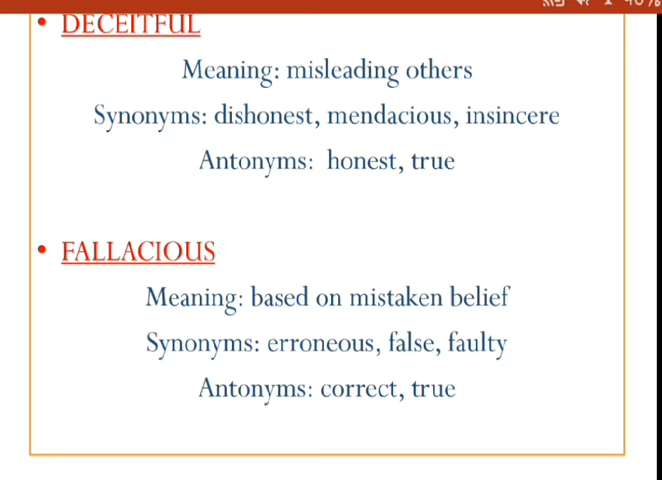 • DECEITFUL
Meaning: misleading others
Synonyms: dishonest, mendacious, insincere
Antonyms: honest, true
• FALLACIOUS
Meaning: based on mistaken belief
Synonyms: erroneous, false, faulty
Antonyms: correct, true